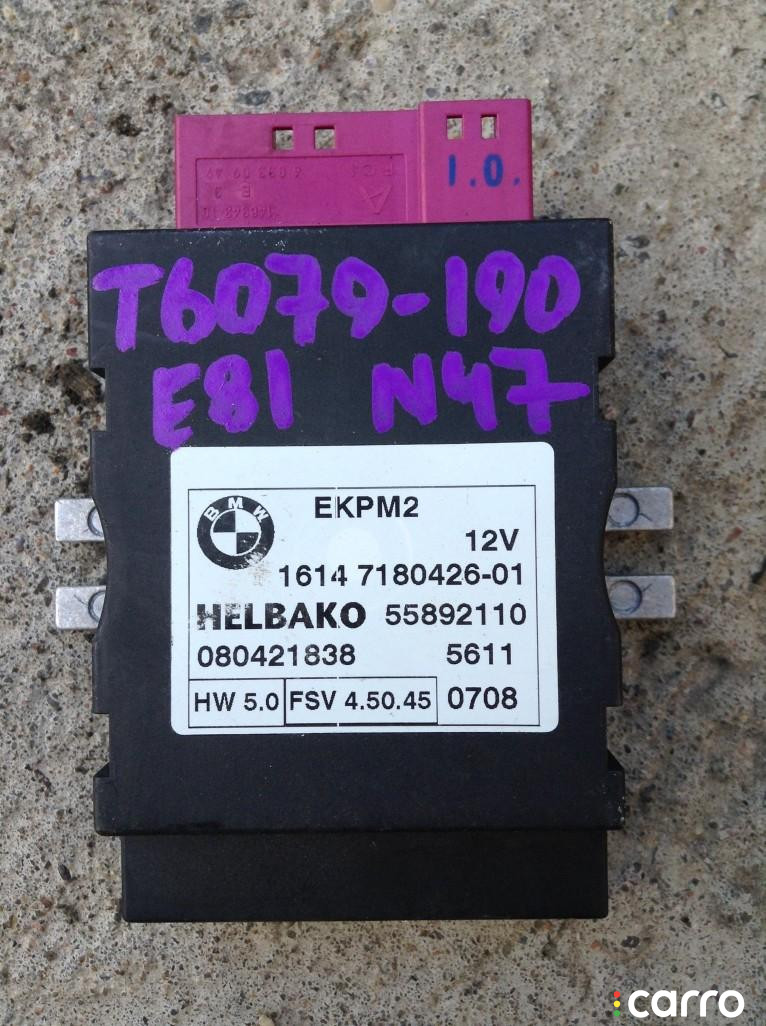 I.O.
T6079-190
E81 N47
BMW
EKPM2
12V
1614 7180426-01
HELBAKO 55892110
080421838 5611
HW 5.0 FSV 4.50.45 0708
carro